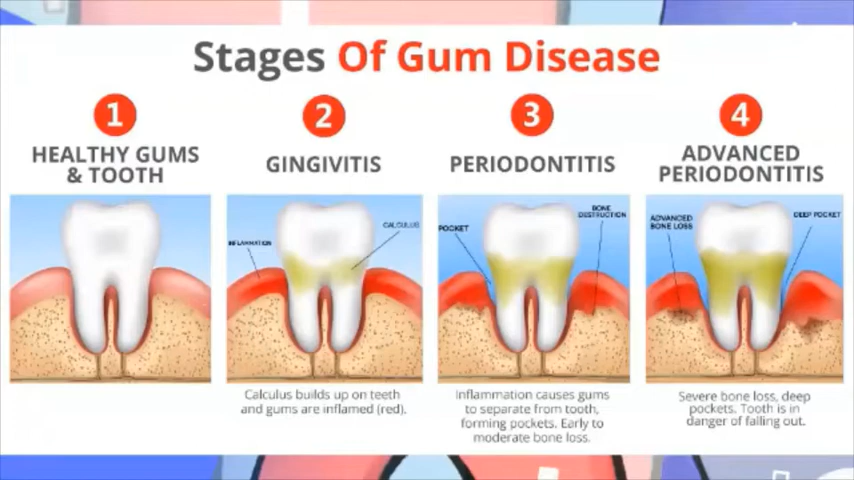 Stages Of Gum Disease
1
HEALTHY GUMS
& TOOTH
2
GINGIVITIS
INFLAMMATION
CALCULUS
Calculus builds up on teeth
and gums are inflamed (red).
3
PERIODONTITIS
POCKET
BONE
DESTRUCTION
Inflammation causes gums
to separate from tooth,
forming pockets. Early to
moderate bone loss.
4
ADVANCED
PERIODONTITIS
ADVANCED
BONE LOSS
DEEP POCKET
Severe bone loss, deep
pockets. Tooth is in
danger of falling out.